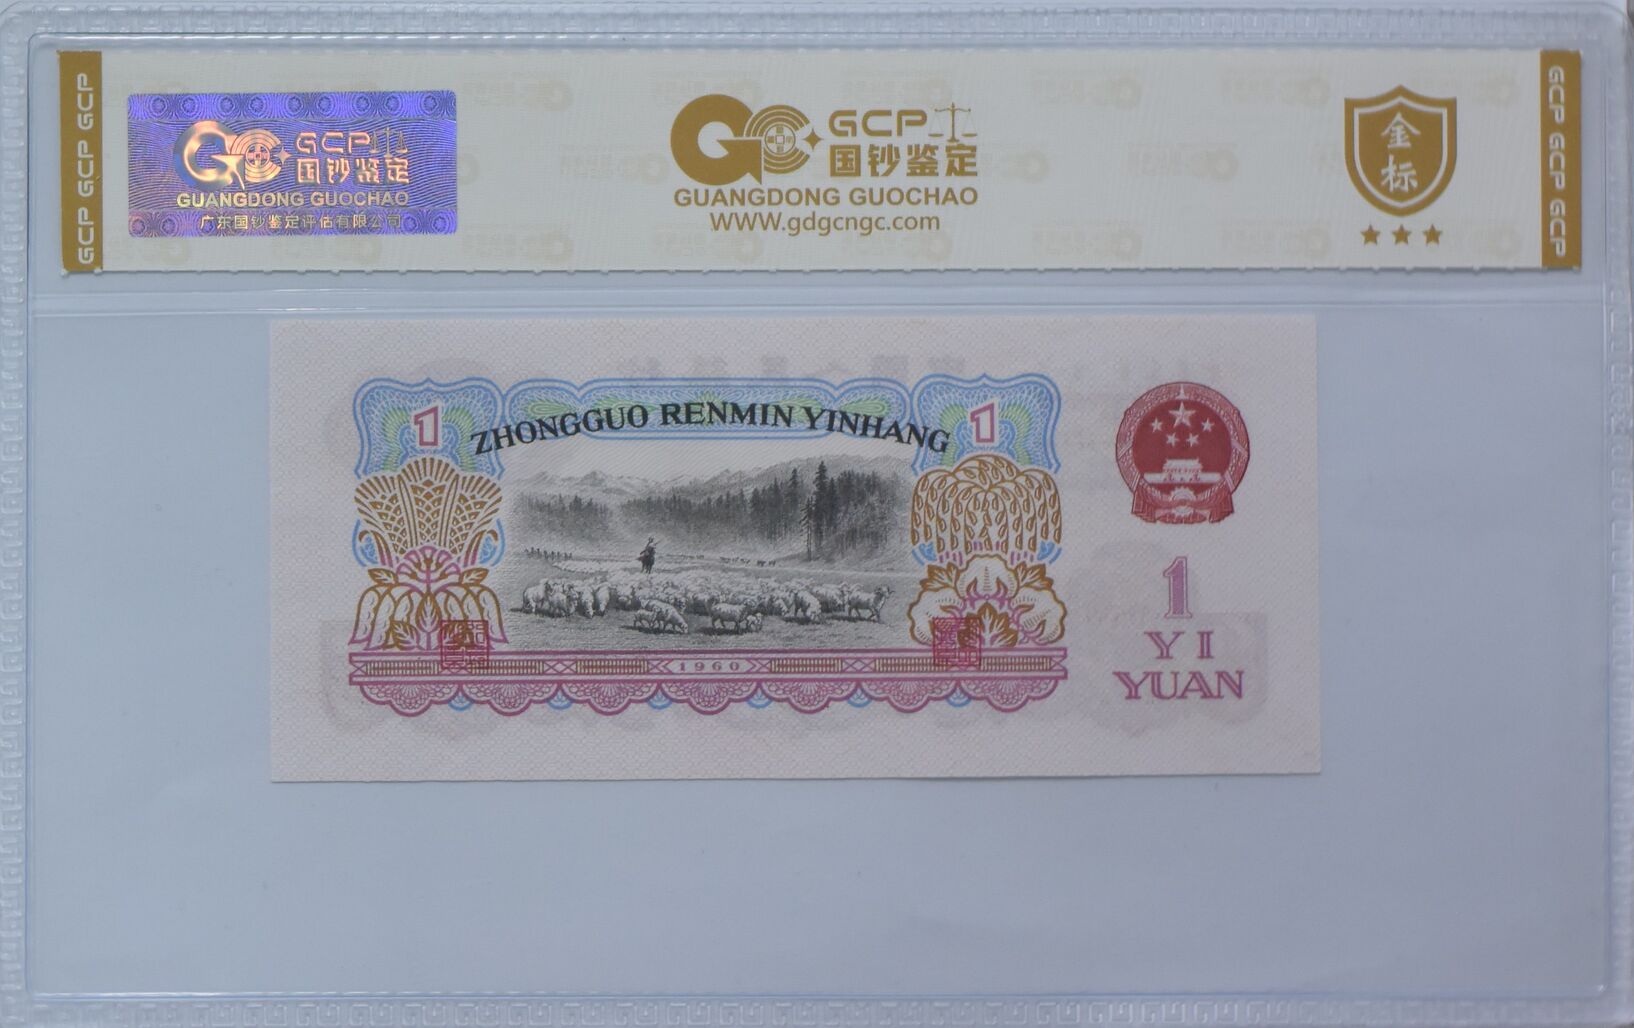 GCP GCP GCP
GCP 国钞鉴定
GUANGDONG GUOCHAO
广东国钞鉴定评估有限公司
GCP
国钞鉴定
GUANGDONG GUOCHAO
WWW.gdgcngc.com
金标
GCP GCP GCP
1
ZHONGGUO RENMIN YINHANG
1
1960
1
YI
YUAN